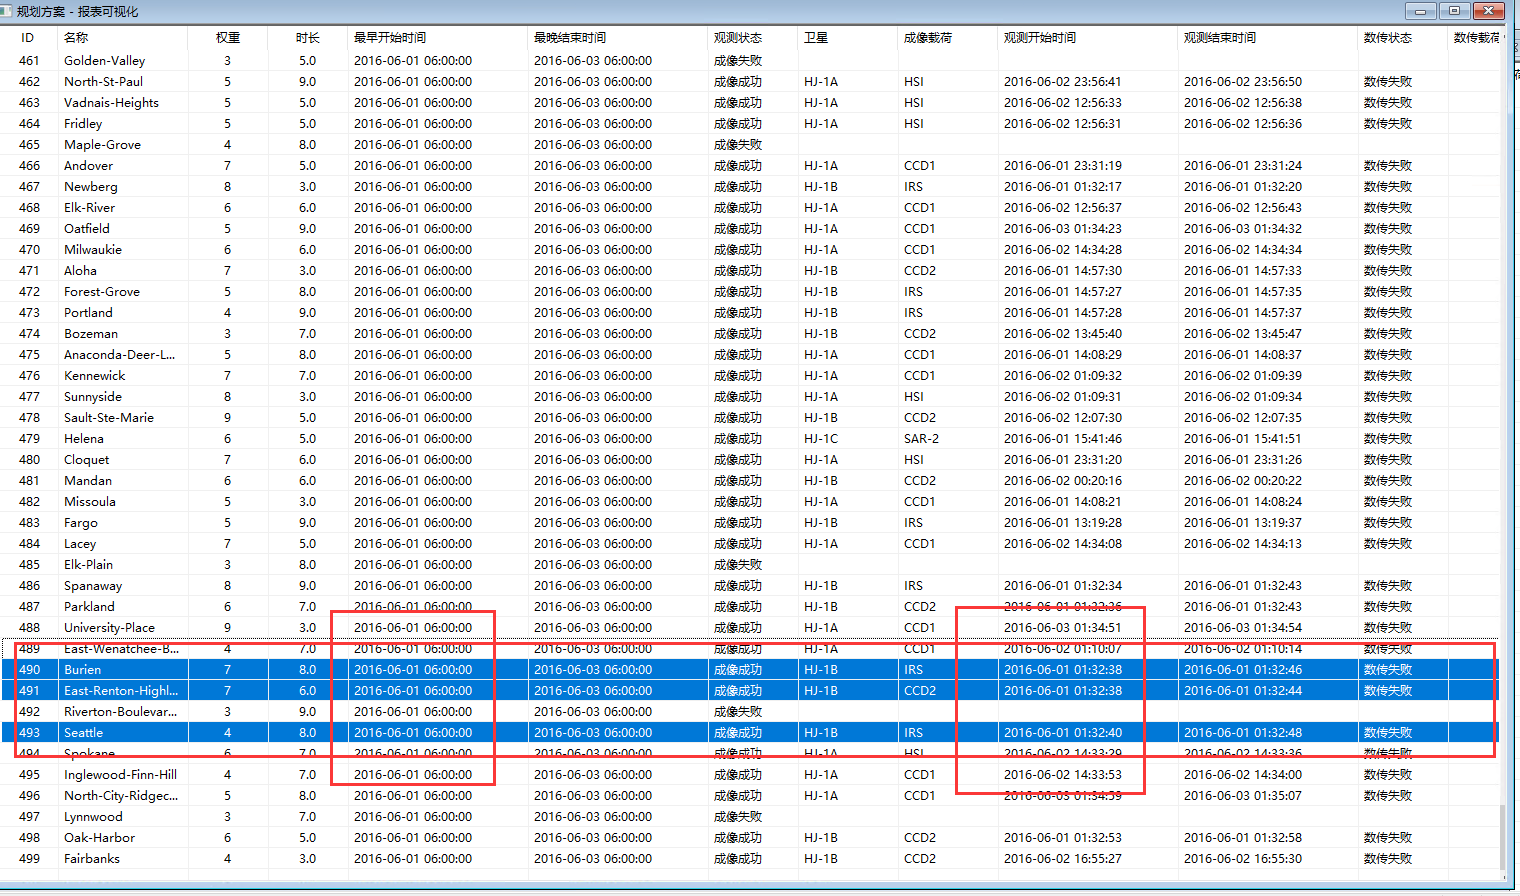 规划方案 - 报表可视化
ID 名称 权重 时长 最早开始时间 最晚结束时间 观测状态 卫星 成像载荷 观测开始时间 观测结束时间 数传状态 数传载荷
461 Golden-Valley 3 5.0 2016-06-01 06:00:00 2016-06-03 06:00:00 成像失败
462 North-St-Paul 5 9.0 2016-06-01 06:00:00 2016-06-03 06:00:00 成像成功 HJ-1A HSI 2016-06-02 23:56:41 2016-06-02 23:56:50 数传失败
463 Vadnais-Heights 5 5.0 2016-06-01 06:00:00 2016-06-03 06:00:00 成像成功 HJ-1A HSI 2016-06-02 12:56:33 2016-06-02 12:56:38 数传失败
464 Fridley 5 5.0 2016-06-01 06:00:00 2016-06-03 06:00:00 成像成功 HJ-1A HSI 2016-06-02 12:56:31 2016-06-02 12:56:36 数传失败
465 Maple-Grove 4 8.0 2016-06-01 06:00:00 2016-06-03 06:00:00 成像失败
466 Andover 7 5.0 2016-06-01 06:00:00 2016-06-03 06:00:00 成像成功 HJ-1A CCD1 2016-06-01 23:31:19 2016-06-01 23:31:24 数传失败
467 Newberg 8 3.0 2016-06-01 06:00:00 2016-06-03 06:00:00 成像成功 HJ-1B IRS 2016-06-01 01:32:17 2016-06-01 01:32:20 数传失败
468 Elk-River 6 6.0 2016-06-01 06:00:00 2016-06-03 06:00:00 成像成功 HJ-1A CCD1 2016-06-02 12:56:37 2016-06-02 12:56:43 数传失败
469 Oatfield 5 9.0 2016-06-01 06:00:00 2016-06-03 06:00:00 成像成功 HJ-1A CCD1 2016-06-03 01:34:23 2016-06-03 01:34:32 数传失败
470 Milwaukie 6 6.0 2016-06-01 06:00:00 2016-06-03 06:00:00 成像成功 HJ-1A CCD1 2016-06-02 14:34:28 2016-06-02 14:34:34 数传失败
471 Aloha 7 3.0 2016-06-01 06:00:00 2016-06-03 06:00:00 成像成功 HJ-1B CCD2 2016-06-01 14:57:30 2016-06-01 14:57:33 数传失败
472 Forest-Grove 5 8.0 2016-06-01 06:00:00 2016-06-03 06:00:00 成像成功 HJ-1B IRS 2016-06-01 14:57:27 2016-06-01 14:57:35 数传失败
473 Portland 4 9.0 2016-06-01 06:00:00 2016-06-03 06:00:00 成像成功 HJ-1B IRS 2016-06-01 14:57:28 2016-06-01 14:57:37 数传失败
474 Bozeman 3 7.0 2016-06-01 06:00:00 2016-06-03 06:00:00 成像成功 HJ-1B CCD2 2016-06-02 13:45:40 2016-06-02 13:45:47 数传失败
475 Anaconda-Deer-L... 5 8.0 2016-06-01 06:00:00 2016-06-03 06:00:00 成像成功 HJ-1A CCD1 2016-06-01 14:08:29 2016-06-01 14:08:37 数传失败
476 Kennewick 7 7.0 2016-06-01 06:00:00 2016-06-03 06:00:00 成像成功 HJ-1A CCD1 2016-06-02 01:09:32 2016-06-02 01:09:39 数传失败
477 Sunnyside 8 3.0 2016-06-01 06:00:00 2016-06-03 06:00:00 成像成功 HJ-1A HSI 2016-06-02 01:09:31 2016-06-02 01:09:34 数传失败
478 Sault-Ste-Marie 9 5.0 2016-06-01 06:00:00 2016-06-03 06:00:00 成像成功 HJ-1B CCD2 2016-06-02 12:07:30 2016-06-02 12:07:35 数传失败
479 Helena 6 5.0 2016-06-01 06:00:00 2016-06-03 06:00:00 成像成功 HJ-1C SAR-2 2016-06-01 15:41:46 2016-06-01 15:41:51 数传失败
480 Cloquet 7 6.0 2016-06-01 06:00:00 2016-06-03 06:00:00 成像成功 HJ-1A HSI 2016-06-01 23:31:20 2016-06-01 23:31:26 数传失败
481 Mandan 6 6.0 2016-06-01 06:00:00 2016-06-03 06:00:00 成像成功 HJ-1B CCD2 2016-06-02 00:20:16 2016-06-02 00:20:22 数传失败
482 Missoula 5 3.0 2016-06-01 06:00:00 2016-06-03 06:00:00 成像成功 HJ-1A CCD1 2016-06-01 14:08:21 2016-06-01 14:08:24 数传失败
483 Fargo 5 9.0 2016-06-01 06:00:00 2016-06-03 06:00:00 成像成功 HJ-1B IRS 2016-06-01 13:19:28 2016-06-01 13:19:37 数传失败
484 Lacey 7 5.0 2016-06-01 06:00:00 2016-06-03 06:00:00 成像成功 HJ-1A CCD1 2016-06-02 14:34:08 2016-06-02 14:34:13 数传失败
485 Elk-Plain 3 8.0 2016-06-01 06:00:00 2016-06-03 06:00:00 成像失败
486 Spanaway 8 9.0 2016-06-01 06:00:00 2016-06-03 06:00:00 成像成功 HJ-1B IRS 2016-06-01 01:32:34 2016-06-01 01:32:43 数传失败
487 Parkland 6 7.0 2016-06-01 06:00:00 2016-06-03 06:00:00 成像成功 HJ-1B CCD2 2016-06-01 01:32:36 2016-06-01 01:32:43 数传失败
488 University-Place 9 3.0 2016-06-01 06:00:00 2016-06-03 06:00:00 成像成功 HJ-1A CCD1 2016-06-03 01:34:51 2016-06-03 01:34:54 数传失败
489 East-Wenatchee-B... 4 7.0 2016-06-01 06:00:00 2016-06-03 06:00:00 成像成功 HJ-1A CCD1 2016-06-02 01:10:07 2016-06-02 01:10:14 数传失败
490 Burien 7 8.0 2016-06-01 06:00:00 2016-06-03 06:00:00 成像成功 HJ-1B IRS 2016-06-01 01:32:38 2016-06-01 01:32:46 数传失败
491 East-Renton-Highl... 7 6.0 2016-06-01 06:00:00 2016-06-03 06:00:00 成像成功 HJ-1B CCD2 2016-06-01 01:32:38 2016-06-01 01:32:44 数传失败
492 Riverton-Boulevar... 3 9.0 2016-06-01 06:00:00 2016-06-03 06:00:00 成像失败
493 Seattle 4 8.0 2016-06-01 06:00:00 2016-06-03 06:00:00 成像成功 HJ-1B IRS 2016-06-01 01:32:40 2016-06-01 01:32:48 数传失败
494 Spokane 6 7.0 2016-06-01 06:00:00 2016-06-03 06:00:00 成像成功 HJ-1A HSI 2016-06-02 14:33:29 2016-06-02 14:33:36 数传失败
495 Inglewood-Finn-Hill 4 7.0 2016-06-01 06:00:00 2016-06-03 06:00:00 成像成功 HJ-1A CCD1 2016-06-02 14:33:53 2016-06-02 14:34:00 数传失败
496 North-City-Ridgec... 5 8.0 2016-06-01 06:00:00 2016-06-03 06:00:00 成像成功 HJ-1A CCD1 2016-06-03 01:34:59 2016-06-03 01:35:07 数传失败
497 Lynnwood 3 7.0 2016-06-01 06:00:00 2016-06-03 06:00:00 成像失败
498 Oak-Harbor 6 5.0 2016-06-01 06:00:00 2016-06-03 06:00:00 成像成功 HJ-1B CCD2 2016-06-01 01:32:53 2016-06-01 01:32:58 数传失败
499 Fairbanks 4 3.0 2016-06-01 06:00:00 2016-06-03 06:00:00 成像成功 HJ-1B CCD2 2016-06-02 16:55:27 2016-06-02 16:55:30 数传失败